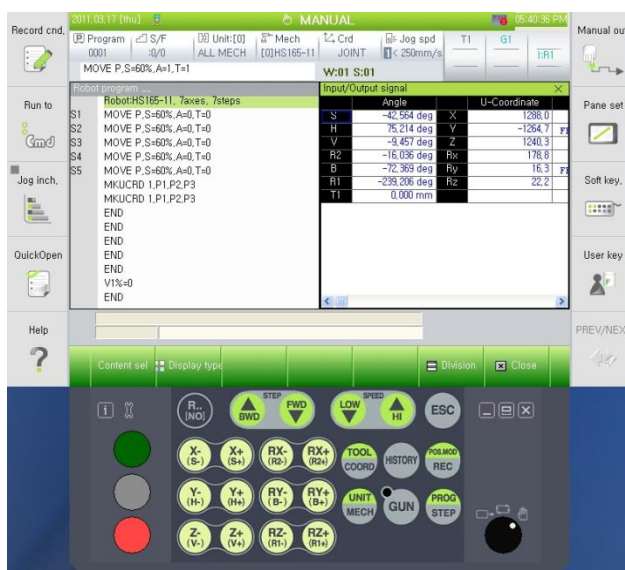 2011.03.17 [thu] MANUAL 05:40:36 PM
Record cnd.
Manual ou
[P] Program S/F Unit:[0] Mech Crd Jog spd T1 G1
0001 :0/0 ALL MECH [0]HS165-11 JOINT < 250mm/s 1:R1
MOVE P,S=60%,A=1,T=1 W:01 S:01
Robot program __ Input/Output signal
Robot:HS165-11, 7axes, 7steps
S1 MOVE P,S=60%,A=0,T=0
S2 MOVE P,S=60%,A=0,T=0
S3 MOVE P,S=60%,A=0,T=0
S4 MOVE P,S=60%,A=0,T=0
S5 MOVE P,S=60%,A=0,T=0
MKUCRD 1,P1,P2,P3
MKUCRD 1,P1,P2,P3
END
END
END
END
END
V1%=0
END
Angle U-Coordinate
S -42,564 deg X 1288,0
H 75,214 deg Y -1264,7
V -9,457 deg Z 1240,3
R2 -16,036 deg Rx 178,8
B -72,369 deg Ry 16,3
R1 -239,206 deg Rz 22,2
T1 0,000 mm
Run to
Cmd
Jog inch,
QuickOpen
Help
?
Pane set
Soft key,
User key
PREV/NEX
Content sel Display type Division Close
R.. [NO]
STEP
BWD FWD
SPEED
LOW HI
ESC
X- (S-) X+ (S+) RX- (R2-) RX+ (R2+)
TOOL COORD HISTORY POS.MOD REC
Y- (H-) Y+ (H+) RY- (B-) RY+ (B+)
UNIT MECH GUN PROG STEP
Z- (V-) Z+ (V+) RZ- (R1-) RZ+ (R1+)